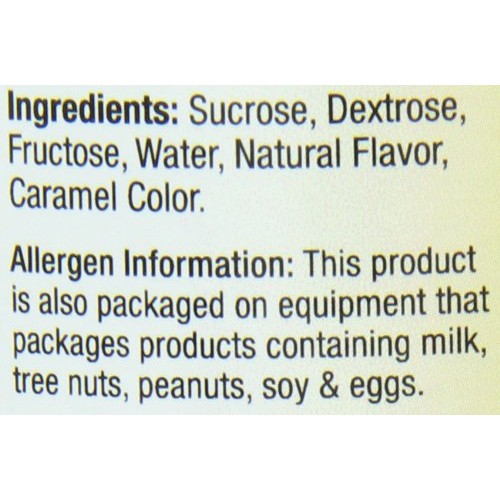 Ingredients: Sucrose, Dextrose,
Fructose, Water, Natural Flavor,
Caramel Color.
Allergen Information: This product
is also packaged on equipment that
packages products containing milk,
tree nuts, peanuts, soy & eggs.